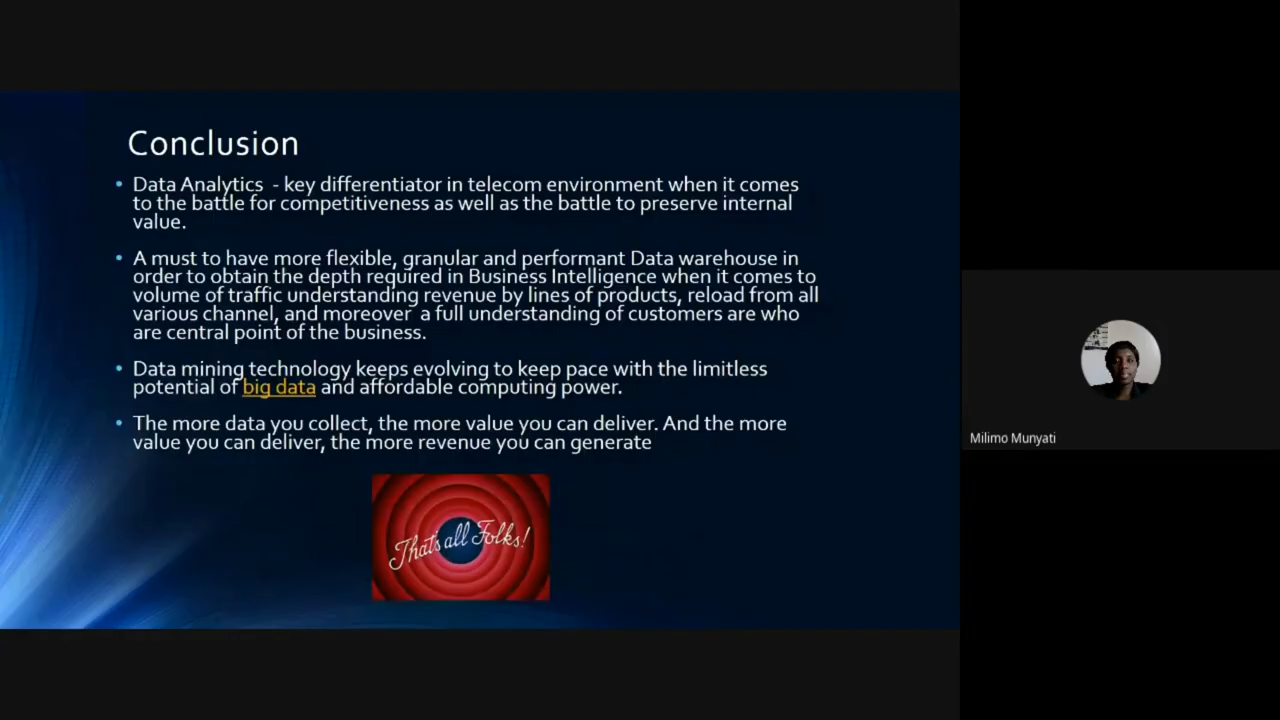 Conclusion
• Data Analytics - key differentiator in telecom environment when it comes
to the battle for competitiveness as well as the battle to preserve internal
value.
• A must to have more flexible, granular and performant Data warehouse in
order to obtain the depth required in Business Intelligence when it comes to
volume of traffic understanding revenue by lines of products, reload from all
various channel, and moreover a full understanding of customers are who
are central point of the business.
• Data mining technology keeps evolving to keep pace with the limitless
potential of big data and affordable computing power.
• The more data you collect, the more value you can deliver. And the more
value you can deliver, the more revenue you can generate
That's all Folks!
Milimo Munyati